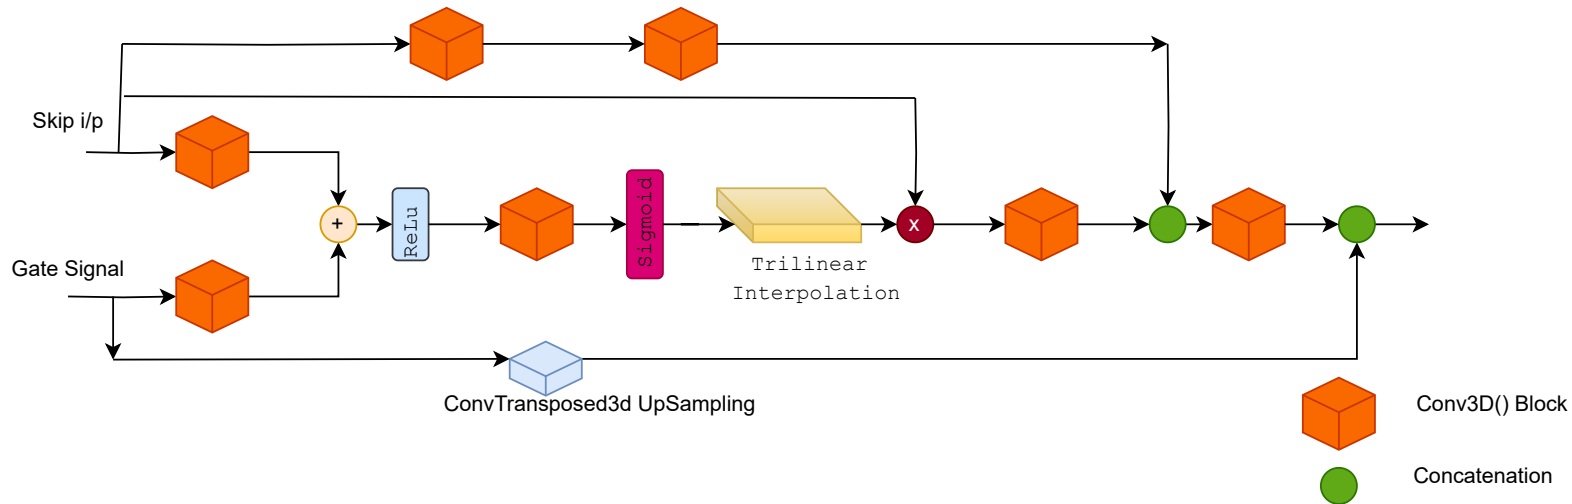 Skip i/p
+
ReLu
Sigmoid
x
Gate Signal
Trilinear
Interpolation
ConvTransposed3d UpSampling
Conv3D() Block
Concatenation